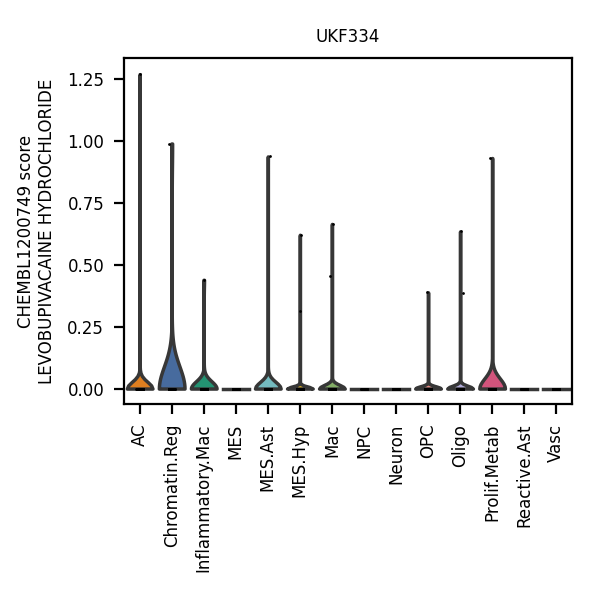 UKF334
CHEMBL1200749 score
LEVOBUPIVACAINE HYDROCHLORIDE
1.25
1.00
0.75
0.50
0.25
0.00
AC
Chromatin.Reg
Inflammatory.Mac
MES
MES.Ast
MES.Hyp
Mac
NPC
Neuron
OPC
Oligo
Prolif.Metab
Reactive.Ast
Vasc